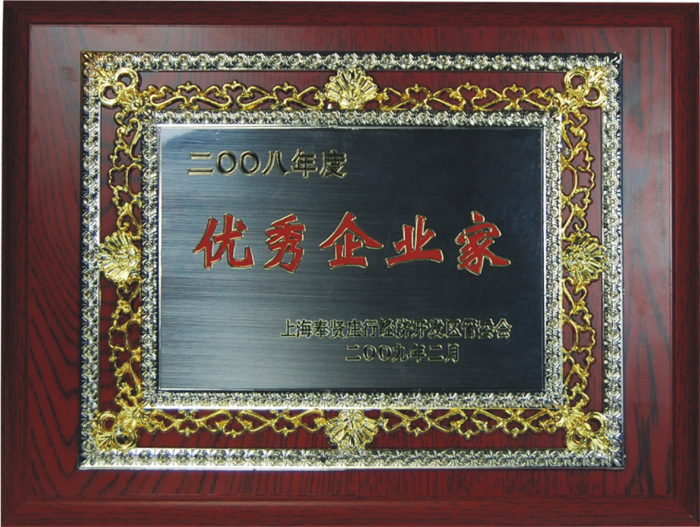 二〇〇八年度
优秀企业家
上海奉贤庄行经济开发区管委会
二〇〇九年二月